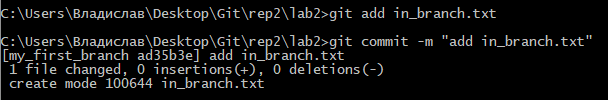 C:\Users\Владислав\Desktop\Git\rep2\lab2>git add in_branch.txt
C:\Users\Владислав\Desktop\Git\rep2\lab2>git commit -m "add in_branch.txt"
[my_first_branch ad35b3e] add in_branch.txt
1 file changed, 0 insertions(+), 0 deletions(-)
create mode 100644 in_branch.txt